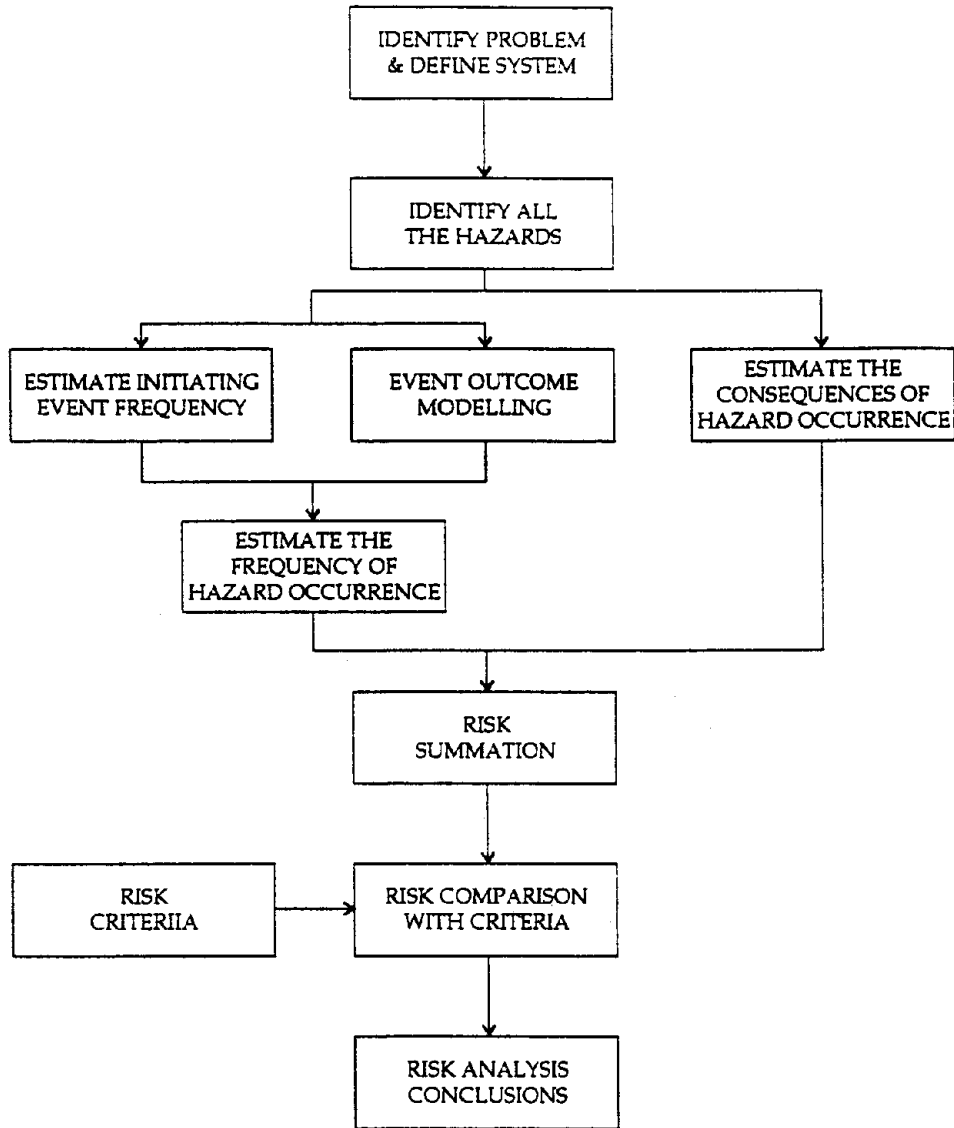 IDENTIFY PROBLEM
& DEFINE SYSTEM
IDENTIFY ALL
THE HAZARDS
ESTIMATE INITIATING
EVENT FREQUENCY
EVENT OUTCOME
MODELLING
ESTIMATE THE
CONSEQUENCES OF
HAZARD OCCURRENCE
ESTIMATE THE
FREQUENCY OF
HAZARD OCCURRENCE
RISK
SUMMATION
RISK
CRITERIIA
RISK COMPARISON
WITH CRITERIA
RISK ANALYSIS
CONCLUSIONS